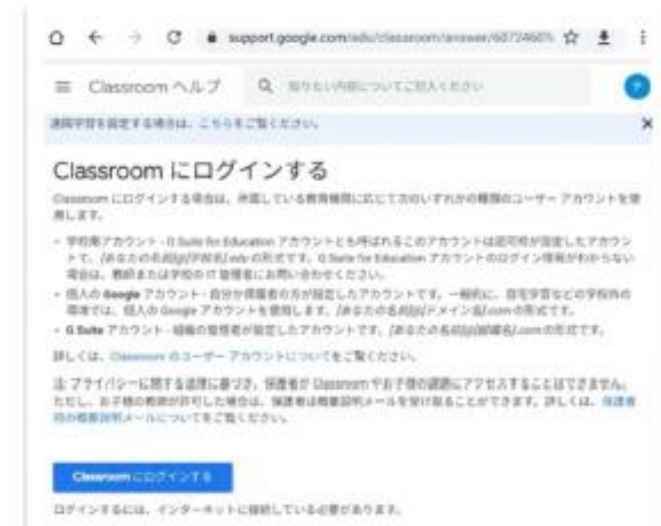 support.google.com/edu/classroom/answer/6072460?
Classroom ヘルプ
遠隔学習を設定する場合は、こちらをご覧ください。
Classroom にログインする
Classroom にログインする場合は、所属している教育機関に応じて次のいずれかの種類のユーザー アカウントを使
用します。
• 学校用アカウント - G Suite for Education アカウントとも呼ばれるこのアカウントは認可校が設定したアカウン
トで、[あなたの名前]@[学校名].edu の形式です。G Suite for Education アカウントのログイン情報がわからない
場合は、教師または学校の IT 管理者にお問い合わせください。
• 個人の Google アカウント - 自分か保護者の方が設定したアカウントです。一般的に、自宅学習などの学校外の
環境では、個人の Google アカウントを使用します。[あなたの名前]@[ドメイン名].com の形式です。
• G Suite アカウント - 組織の管理者が設定したアカウントです。[あなたの名前]@[組織名].com の形式です。
詳しくは、Classroom のユーザー アカウントについてをご覧ください。
注: プライバシーに関する法律に基づき、保護者が Classroom やお子様の課題にアクセスすることはできません。
ただし、お子様の教師が許可した場合は、保護者は概要説明メールを受け取ることができます。詳しくは、保護者
宛の概要説明メールについてをご覧ください。
Classroom にログインする
ログインするには、インターネットに接続している必要があります。